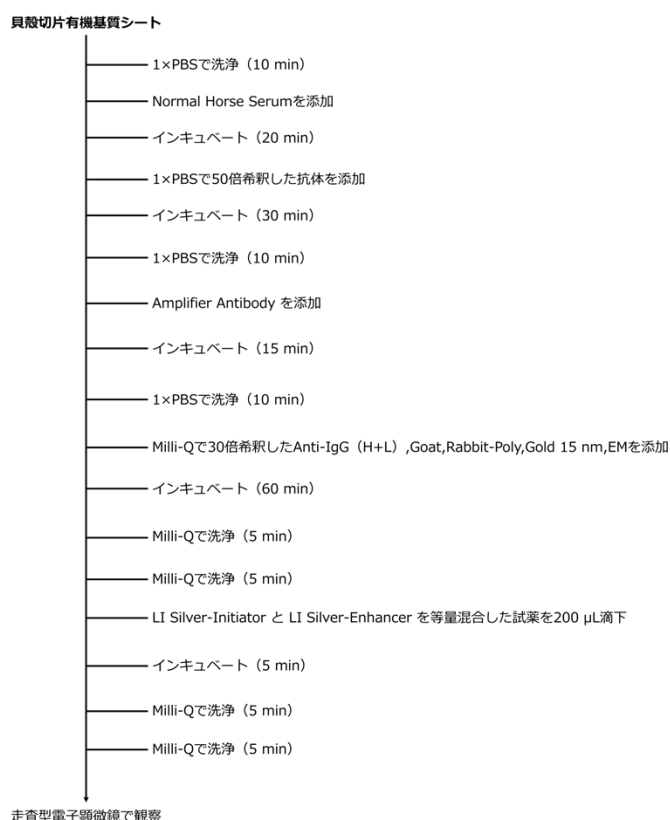 貝殻切片有機基質シート
1×PBSで洗浄（10 min）
Normal Horse Serumを添加
インキュベート（20 min）
1×PBSで50倍希釈した抗体を添加
インキュベート（30 min）
1×PBSで洗浄（10 min）
Amplifier Antibody を添加
インキュベート（15 min）
1×PBSで洗浄（10 min）
Milli-Qで30倍希釈したAnti-IgG（H+L）,Goat,Rabbit-Poly,Gold 15 nm,EMを添加
インキュベート（60 min）
Milli-Qで洗浄（5 min）
Milli-Qで洗浄（5 min）
LI Silver-Initiator と LI Silver-Enhancer を等量混合した試薬を200 μL滴下
インキュベート（5 min）
Milli-Qで洗浄（5 min）
Milli-Qで洗浄（5 min）
走査型電子顕微鏡で観察